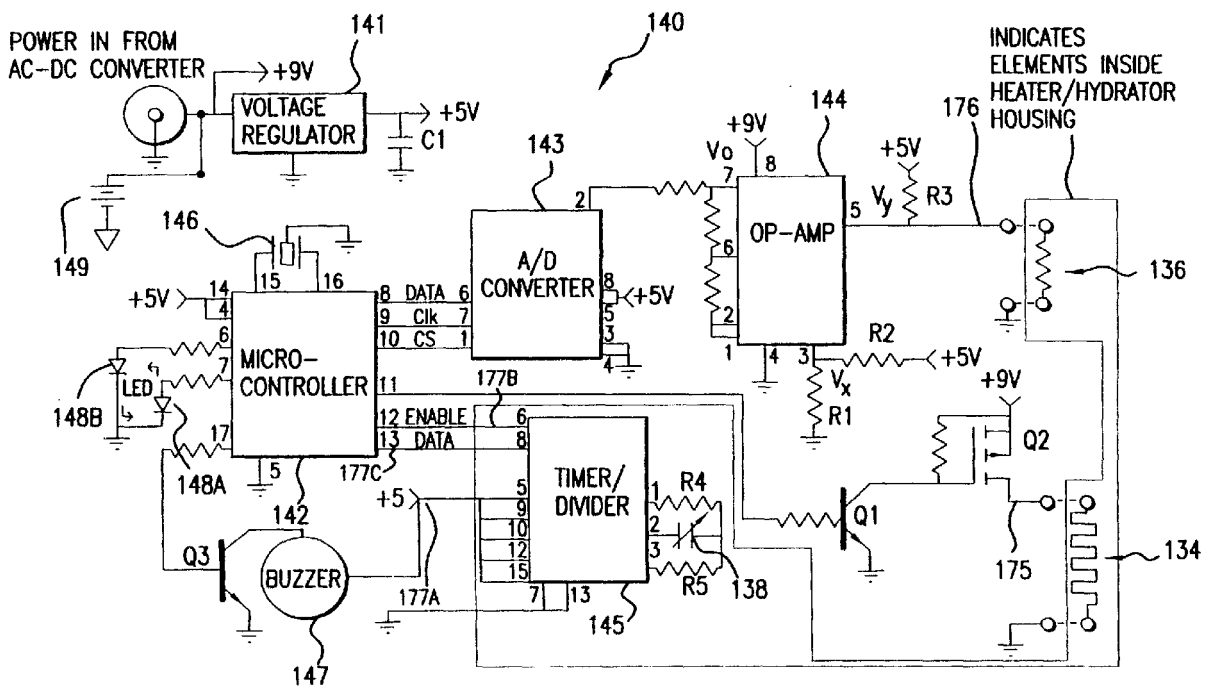 POWER IN FROM
AC-DC CONVERTER
141
+9V
VOLTAGE
REGULATOR
+5V
C1
140
INDICATES
ELEMENTS INSIDE
HEATER/HYDRATOR
HOUSING
149
143
144
176
+9V
Vo
8
7
+5V
R3
Vy
5
OP-AMP
6
2
1
4
3
136
R2
+5V
Vx
R1
146
15
16
2
A/D
CONVERTER
8
+5V
5
3
4
+5V
14
4
6
7
17
5
MICRO-
CONTROLLER
8 DATA 6
9 Clk 7
10 CS 1
11
12 ENABLE
13 DATA
177B
177C
LED
148B
148A
142
6
8
TIMER/
DIVIDER
+5
5
9
10
12
15
7
13
1
2
3
R4
R5
138
145
177A
Q3
BUZZER
147
+9V
Q2
Q1
175
134